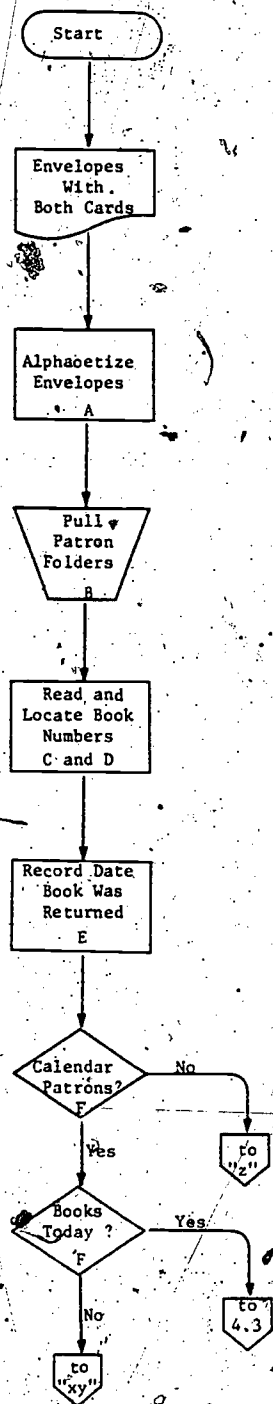 Start
Envelopes
With
Both Cards
Alphaoetize
Envelopes
A
Pull
Patron
Folders
B
Read and
Locate Book
Numbers
C and D
Record Date
Book Was
Returned
E
Calendar
Patrons?
F
No
to
"z"
Yes
Books
Today ?
F
Yes
to
4.3
No
to
"xy"